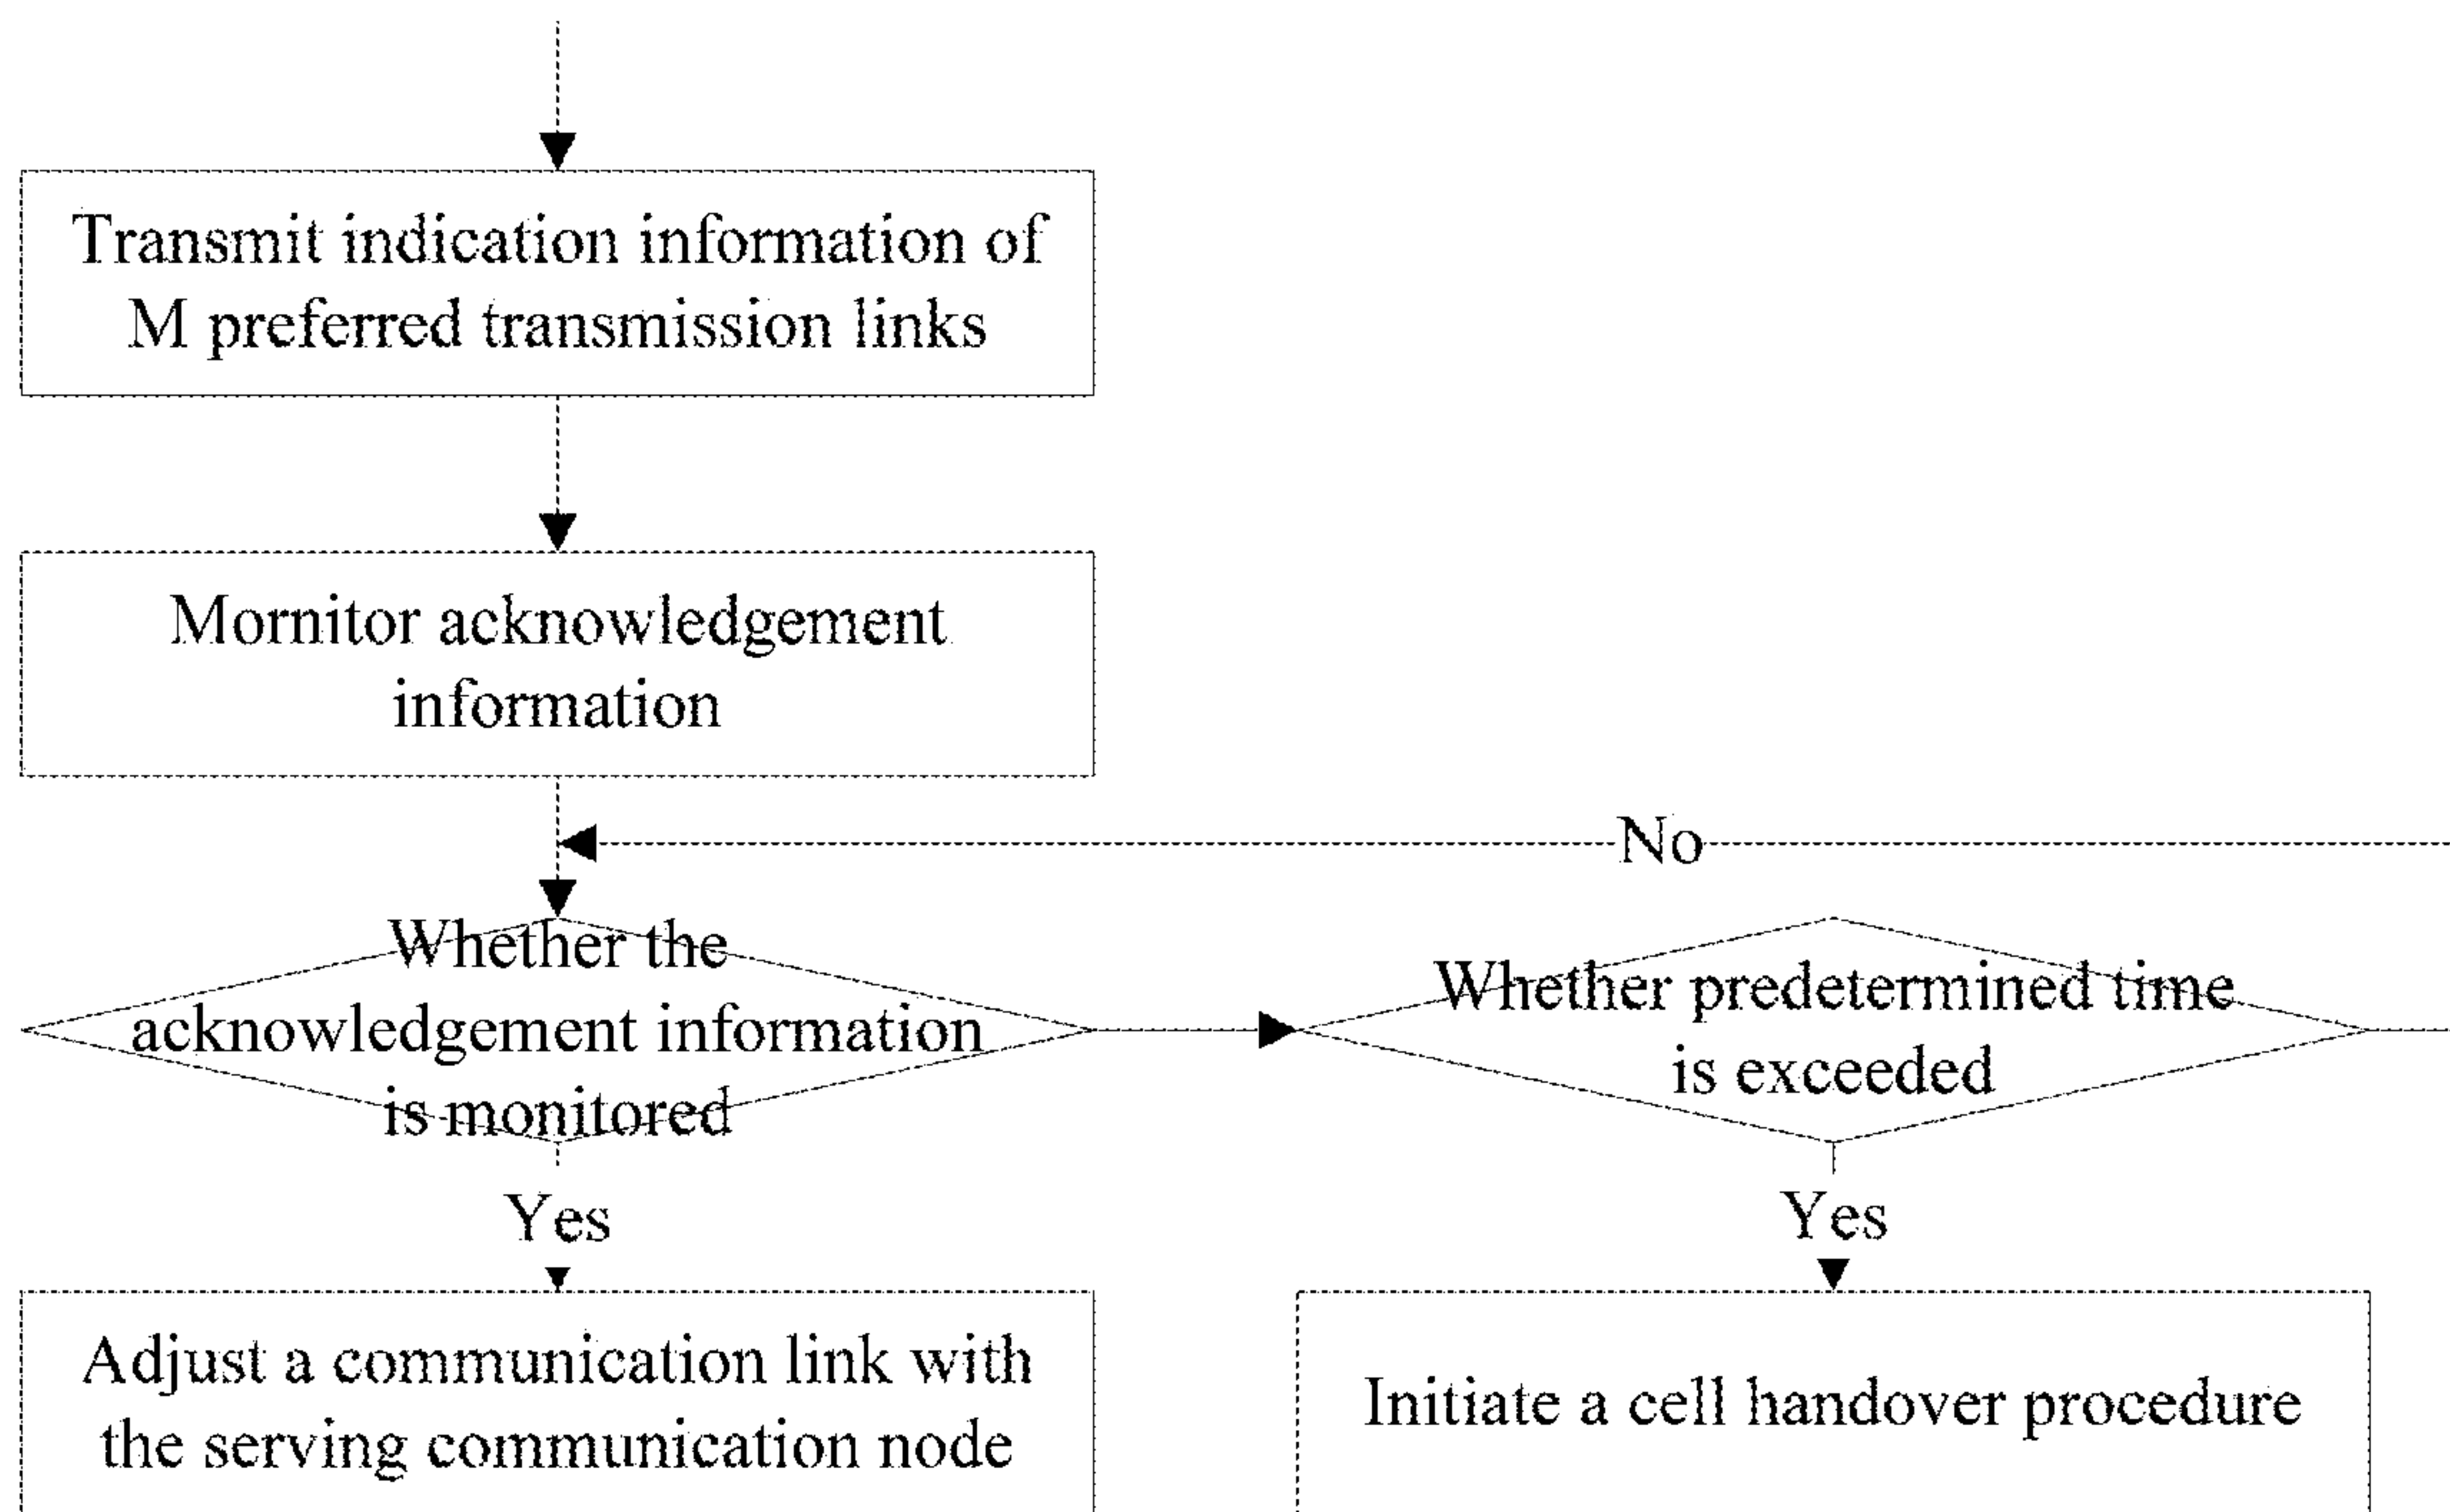 Transmit indication information of
M preferred transmission links
Mornitor acknowledgement
information
No
Whether the
acknowledgement information
is monitored
Whether predetermined time
is exceeded
Yes
Yes
Adjust a communication link with
the serving communication node
Initiate a cell handover procedure